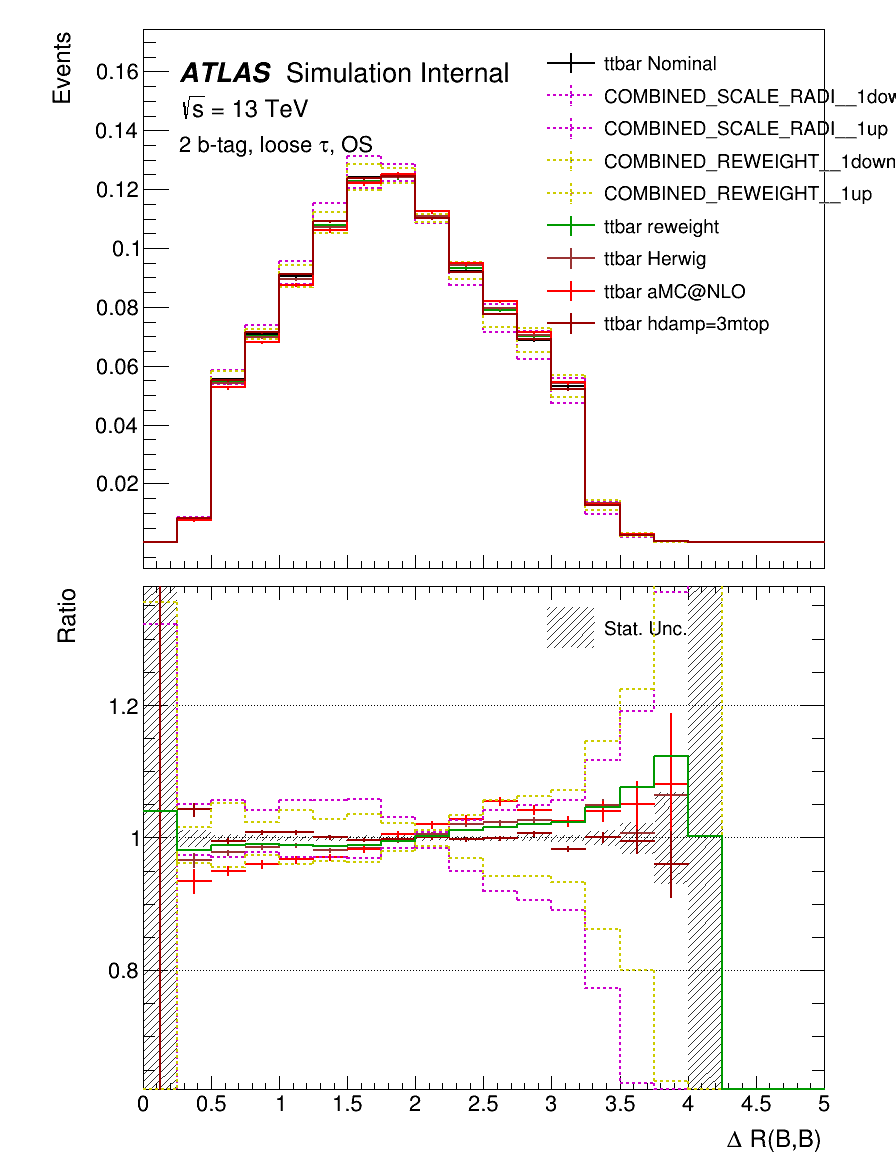 Events
0.16
0.14
0.12
0.1
0.08
0.06
0.04
0.02
ATLAS Simulation Internal
√s = 13 TeV
2 b-tag, loose τ, OS
ttbar Nominal
COMBINED_SCALE_RADI__1dow
COMBINED_SCALE_RADI__1up
COMBINED_REWEIGHT__1down
COMBINED_REWEIGHT__1up
ttbar reweight
ttbar Herwig
ttbar aMC@NLO
ttbar hdamp=3mtop
Ratio
Stat. Unc.
1.2
1
0.8
0 0.5 1 1.5 2 2.5 3 3.5 4 4.5 5
Δ R(B,B)